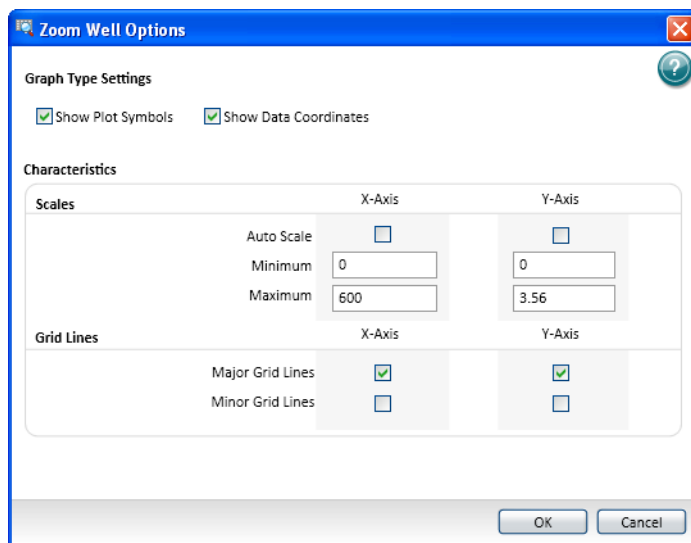 Zoom Well Options
?
Graph Type Settings
Show Plot Symbols Show Data Coordinates
Characteristics
Scales X-Axis Y-Axis
Auto Scale
Minimum 0 0
Maximum 600 3.56
Grid Lines X-Axis Y-Axis
Major Grid Lines
Minor Grid Lines
OK Cancel